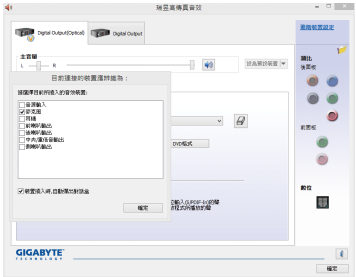 瑞昱高傳真音效
Digital Output(Optical)
Digital Output
進階裝置設定
主音量
L
R
設為預設裝置
類比
後面板
目前連接的裝置應辨識為：
請選擇目前所插入的音效裝置:
音源輸入
麥克風
耳機
前喇叭輸出
後喇叭輸出
中央/重低音輸出
側喇叭輸出
DVD格式
前面板
裝置插入時,自動彈出對話盒
確定
數位
GIGABYTE
TECHNOLOGY
確定